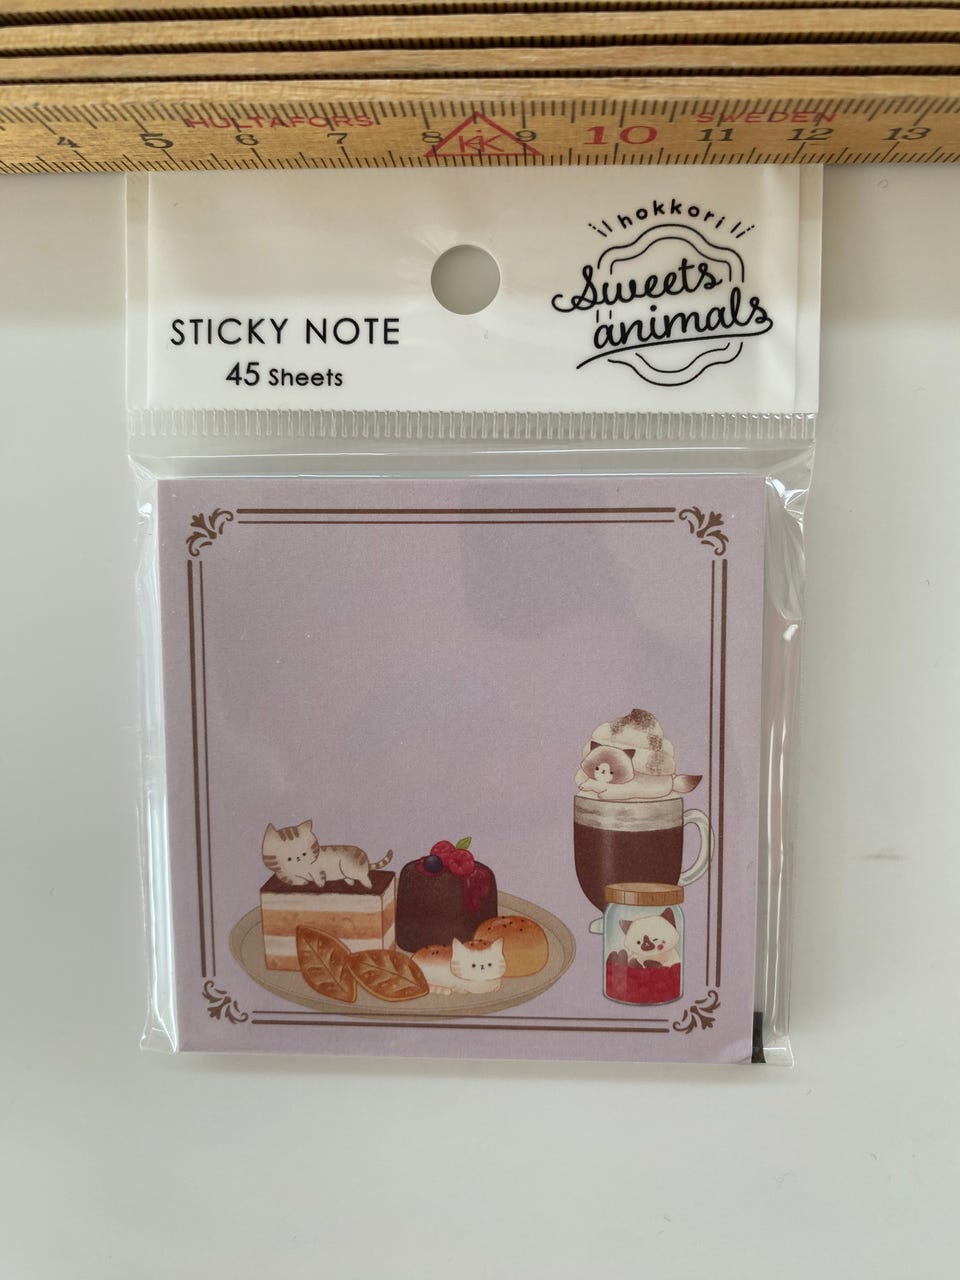 HULTAFORS SWEDEN
4 5 6 7 8 9 10 11 12 13
hokkori
Sweets
animals
STICKY NOTE
45 Sheets